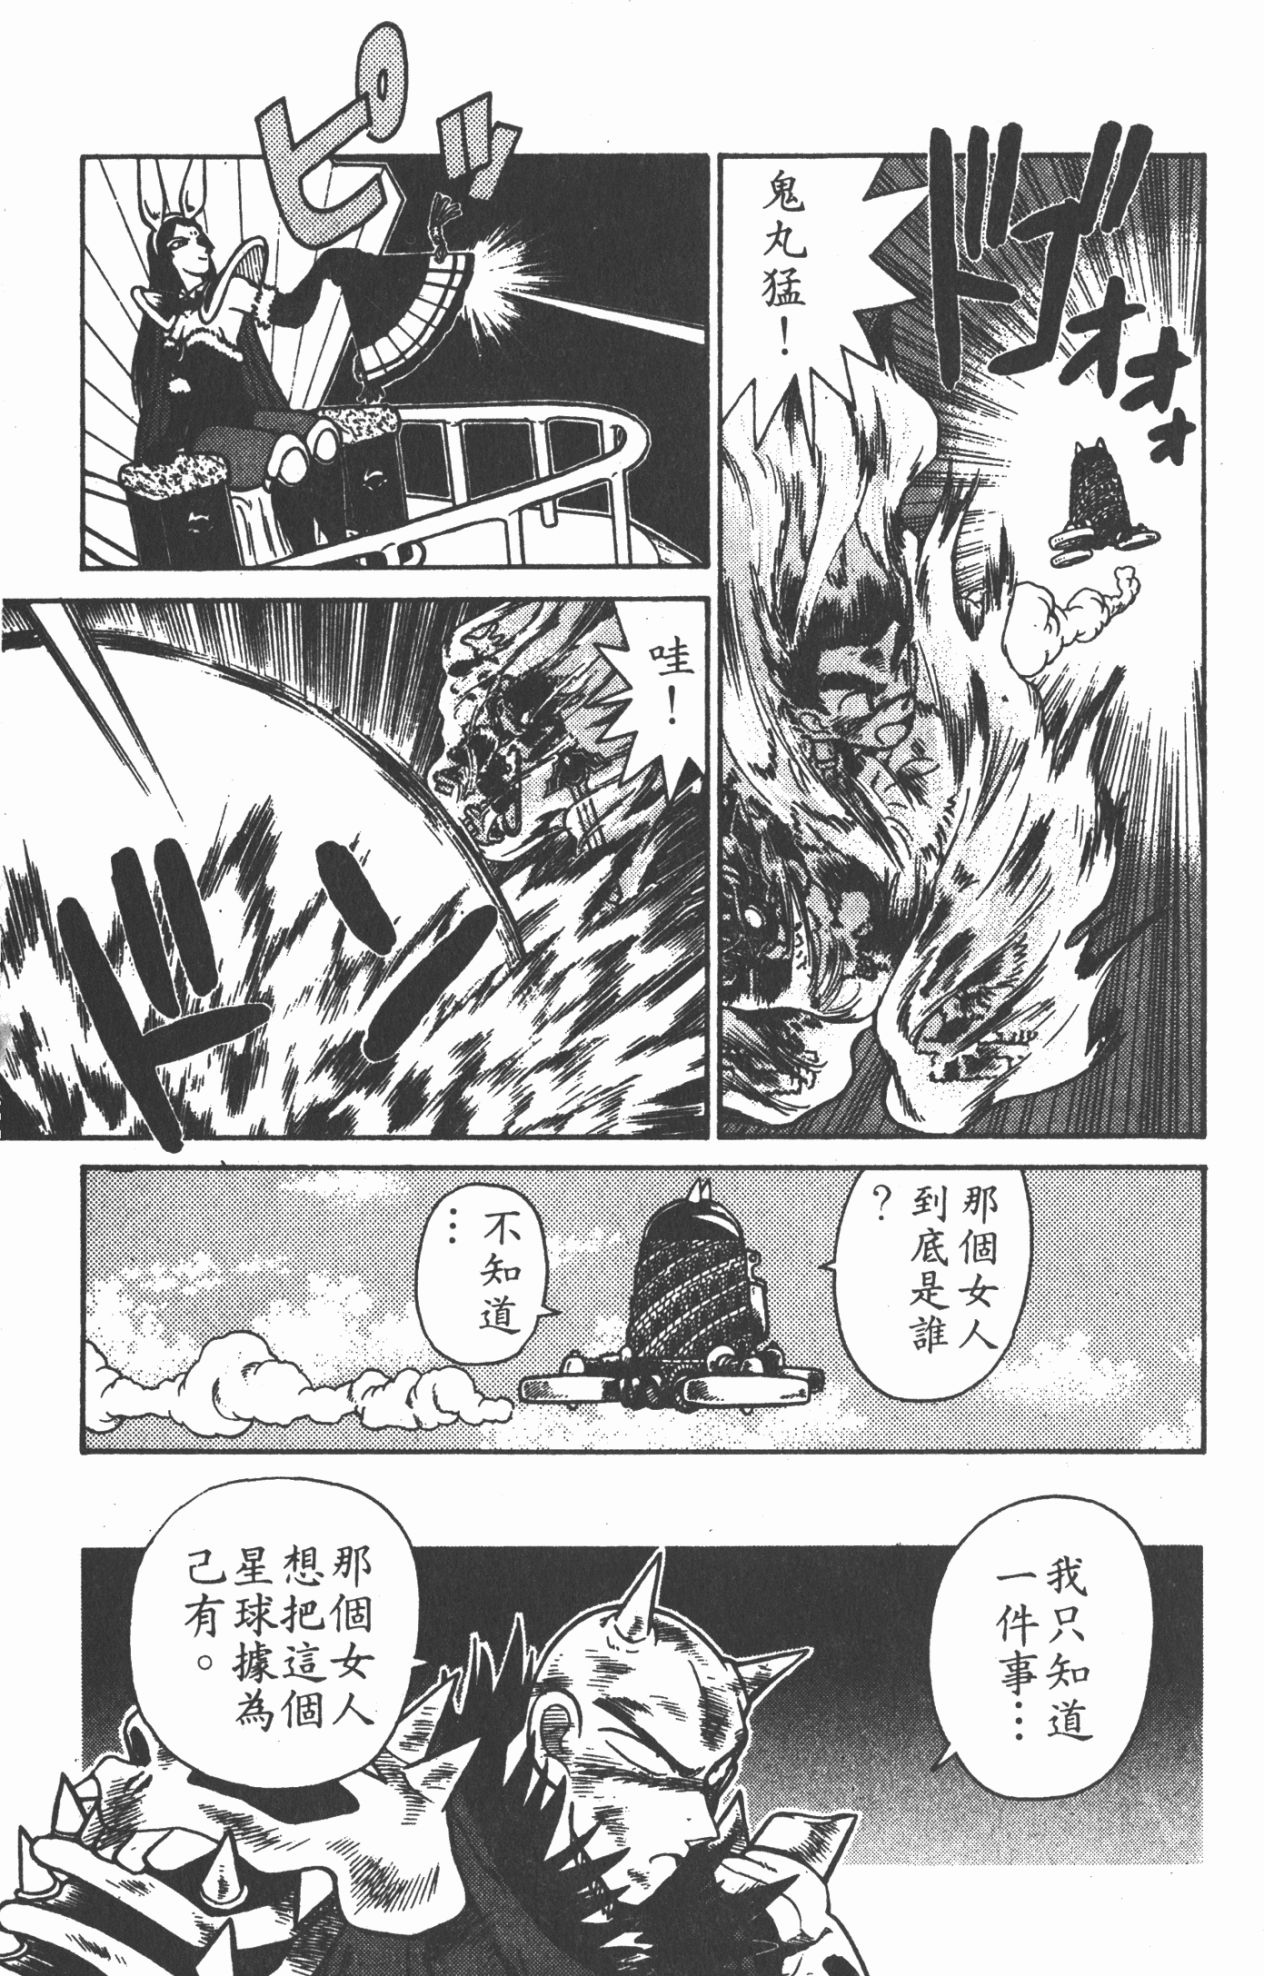 ドドオオオ
鬼丸猛！
ピッ
哇！
ドン
那個女人
到底是誰
？
不知道
…
我只知道
一件事…
那個女人
想把這個
星球據為
己有。